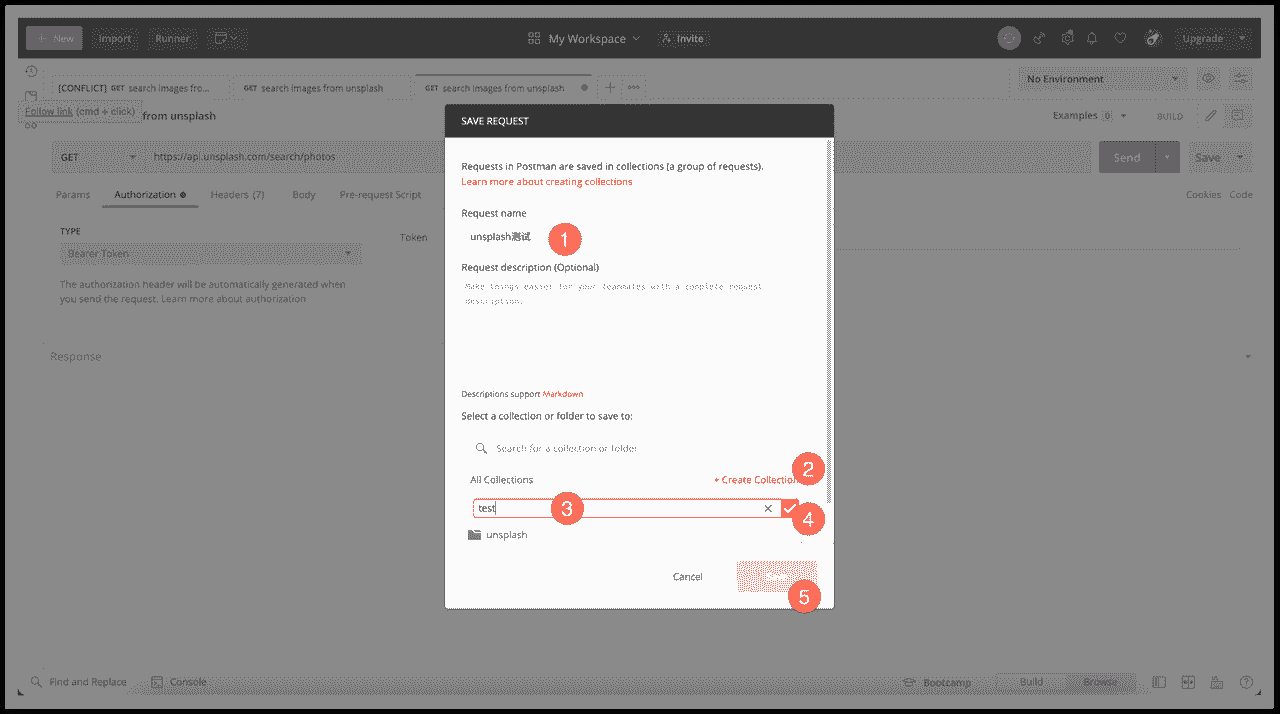 + New Import Runner My Workspace Invite Upgrade
[CONFLICT] GET search images fro... GET search images from unsplash GET search images from unsplash + ••• No Environment
Follow link (cmd + click) from unsplash Examples 0 BUILD
GET https://api.unsplash.com/search/photos Send Save
Params Authorization Headers (7) Body Pre-request Script Cookies Code
TYPE
Bearer Token
Token
The authorization header will be automatically generated when
you send the request. Learn more about authorization
Response
SAVE REQUEST
Requests in Postman are saved in collections (a group of requests).
Learn more about creating collections
Request name
unsplash测试 1
Request description (Optional)
Make things easier for your teammates with a complete request
description.
Descriptions support Markdown
Select a collection or folder to save to:
Search for a collection or folder
All Collections + Create Collection 2
test 3 4
unsplash
Cancel 5
Find and Replace Console Bootcamp Build Browse